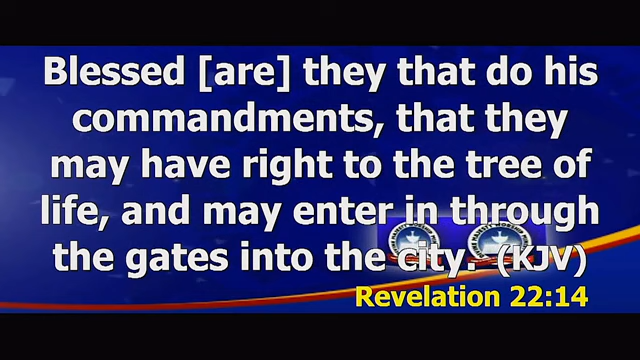 Blessed [are] they that do his
commandments, that they
may have right to the tree of
life, and may enter in through
the gates into the city. (KJV)
Revelation 22:14